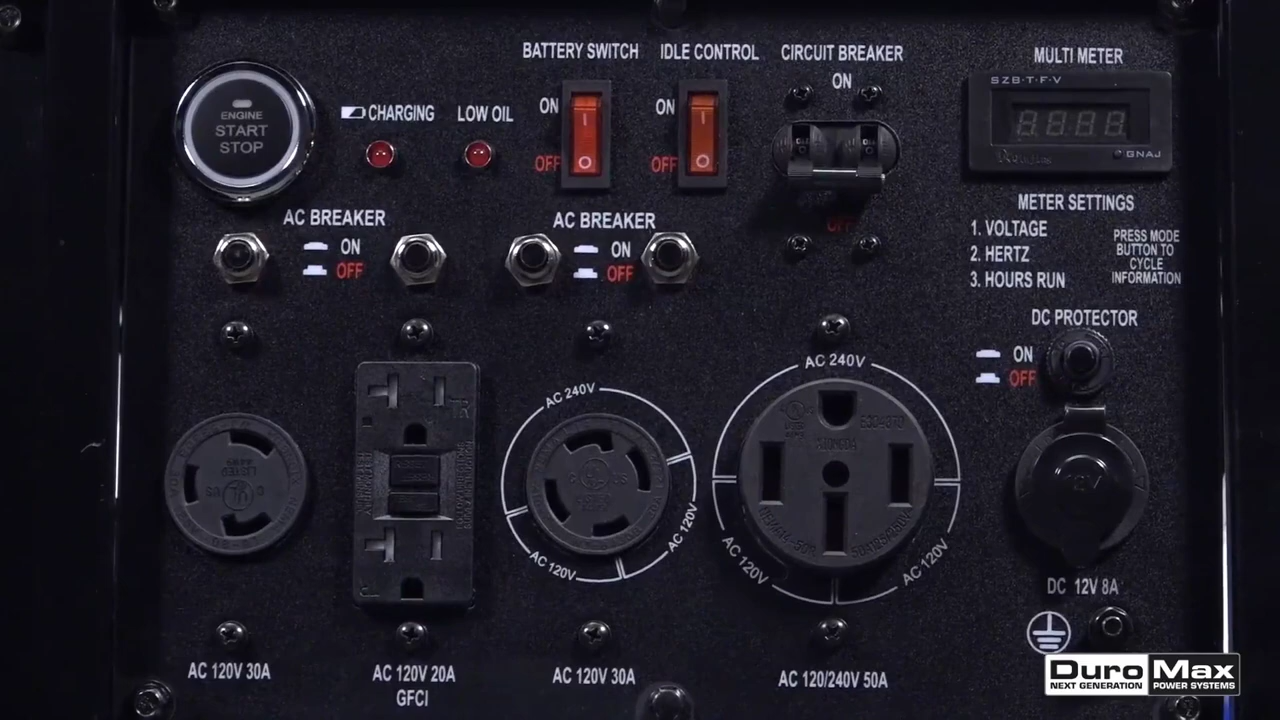 BATTERY SWITCH
IDLE CONTROL
CIRCUIT BREAKER
ON
MULTI METER
SZB-T-F-V
GNAJ
ENGINE
START
STOP
CHARGING
LOW OIL
ON
OFF
ON
OFF
OFF
AC BREAKER
ON
OFF
AC BREAKER
ON
OFF
METER SETTINGS
1. VOLTAGE
2. HERTZ
3. HOURS RUN
PRESS MODE
BUTTON TO
CYCLE
INFORMATION
DC PROTECTOR
ON
OFF
AC 240V
AC 120V
AC 120V
AC 240V
AC 120V
AC 120V
LISTED
12V
AC 120V 30A
AC 120V 20A
GFCI
AC 120V 30A
AC 120/240V 50A
DC 12V 8A
DuroMax
NEXT GENERATION POWER SYSTEMS